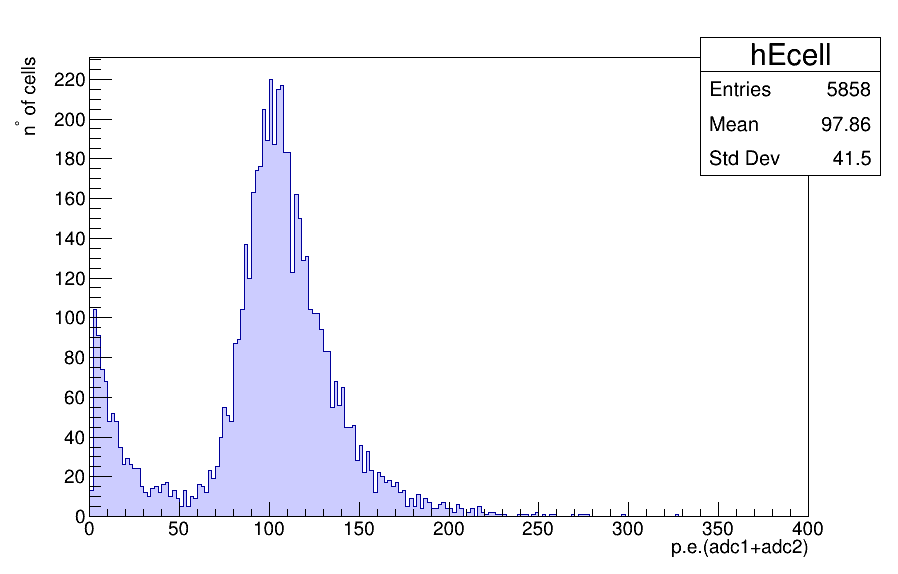 hEcell
Entries 5858
Mean 97.86
Std Dev 41.5
n° of cells
220
200
180
160
140
120
100
80
60
40
20
0
0 50 100 150 200 250 300 350 400
p.e.(adc1+adc2)